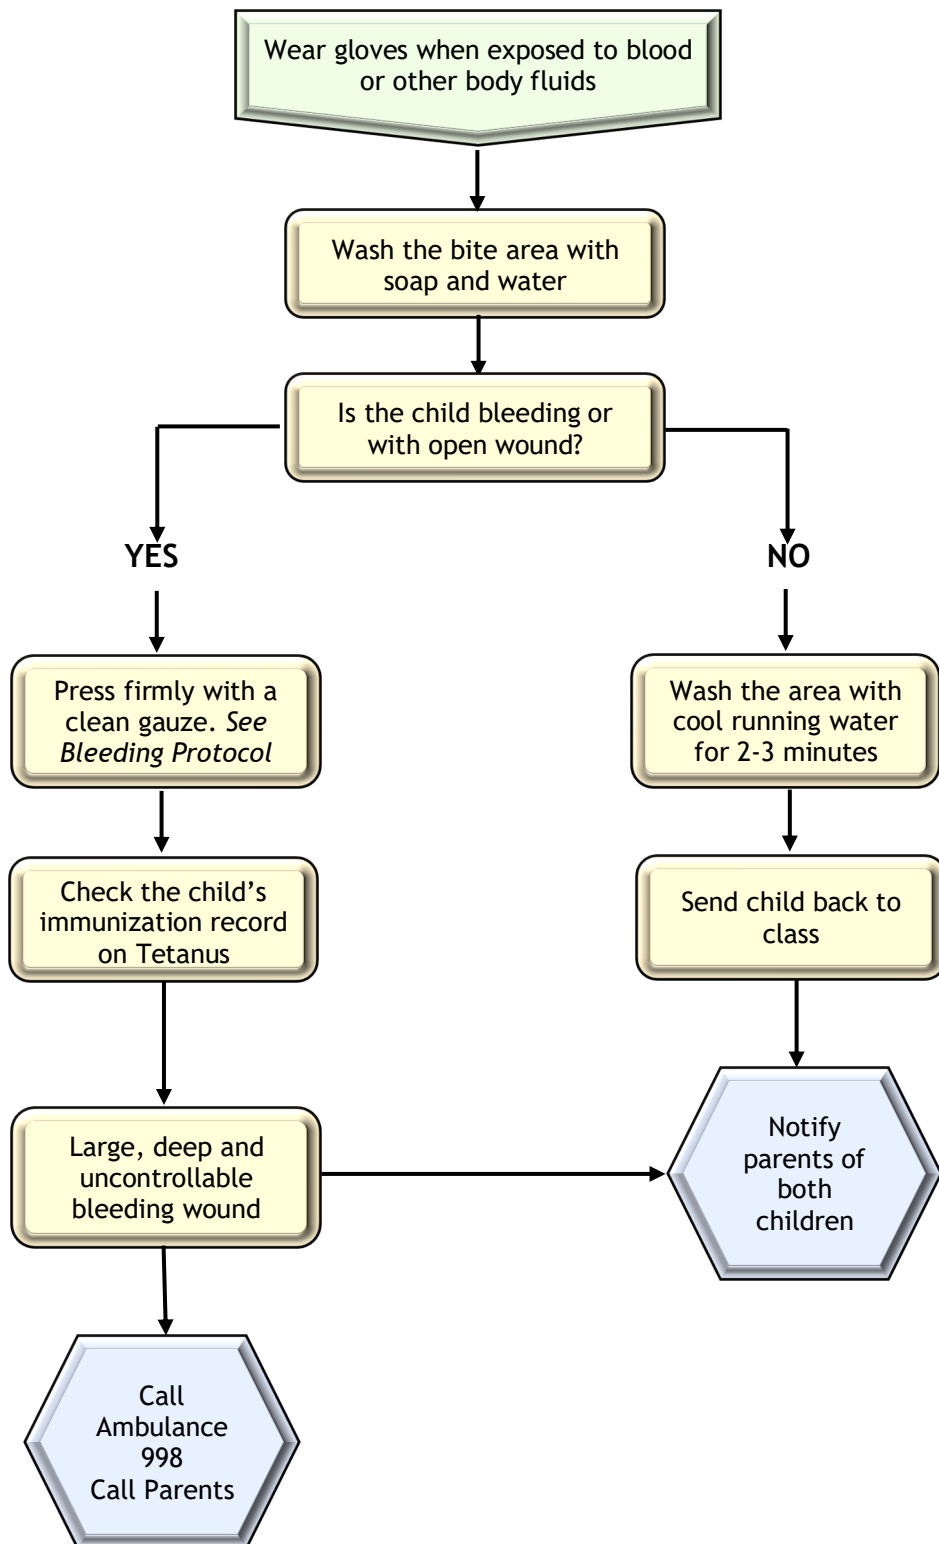 Wear gloves when exposed to blood
or other body fluids
Wash the bite area with
soap and water
Is the child bleeding or
with open wound?
YES
NO
Press firmly with a
clean gauze. See
Bleeding Protocol
Wash the area with
cool running water
for 2-3 minutes
Check the child’s
immunization record
on Tetanus
Send child back to
class
Large, deep and
uncontrollable
bleeding wound
Notify
parents of
both
children
Call
Ambulance
998
Call Parents